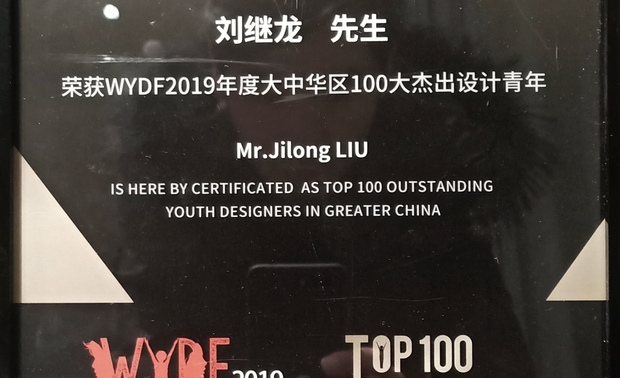 刘继龙 先生
荣获WYDF2019年度大中华区100大杰出设计青年
Mr.Jilong LIU
IS HERE BY CERTIFICATED AS TOP 100 OUTSTANDING
YOUTH DESIGNERS IN GREATER CHINA
WYDF 2019 TOP 100